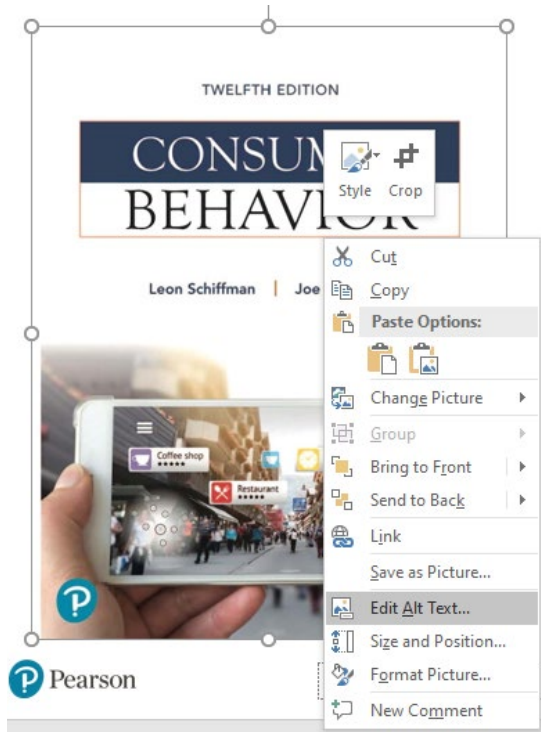 TWELFTH EDITION
CONSUM
BEHAVIOR
Leon Schiffman | Joe
Style Crop
Cut
Copy
Paste Options:
Change Picture
Group
Bring to Front
Send to Back
Link
Save as Picture...
Edit Alt Text...
Size and Position...
Format Picture...
New Comment
Coffee shop
Restaurant
P
P Pearson